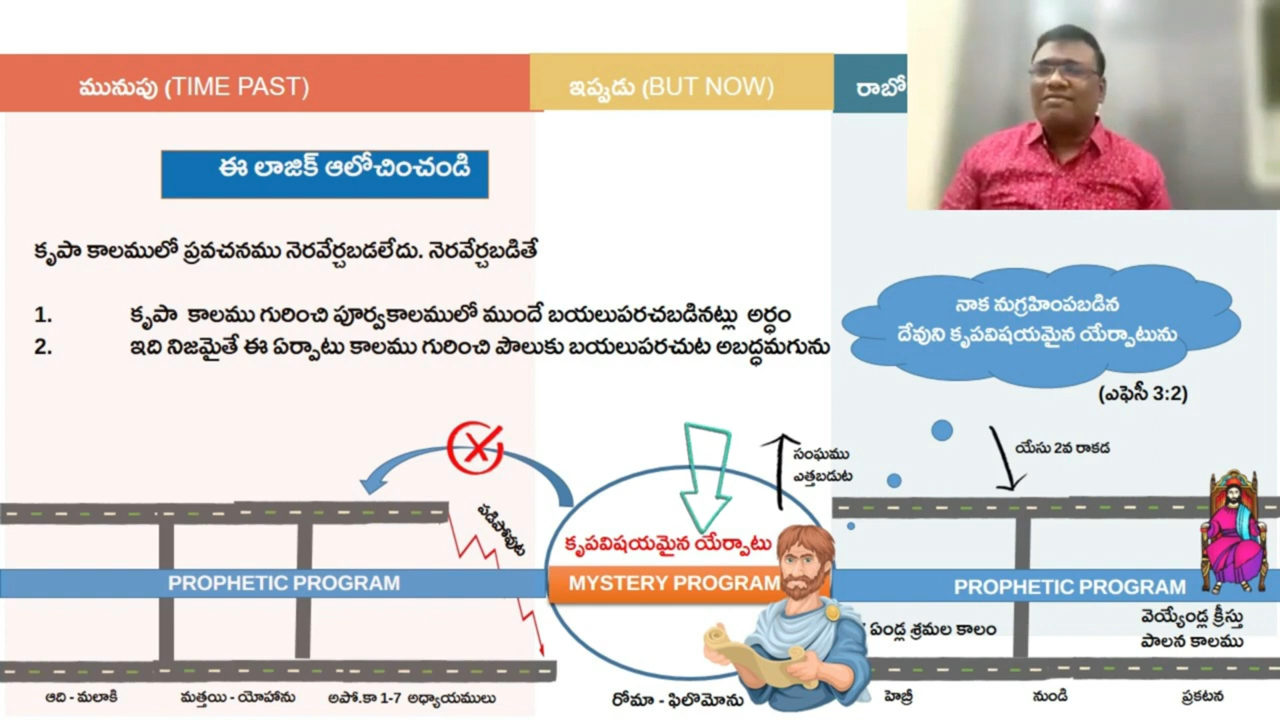 మునుపు (TIME PAST)
ఇప్పడు (BUT NOW)
ఈ లాజిక్ ఆలోచించండి
కృపా కాలములో ప్రవచనము నెరవేర్చబడలేదు. నెరవేర్చబడితే
1. కృపా కాలము గురించి పూర్వకాలములో ముందే బయలుపరచబడినట్లు అర్ధం
2. ఇది నిజమైతే ఈ ఏర్పాటు కాలము గురించి పౌలుకు బయలుపరచుట అబద్ధమగును
నాక నుగ్రహింపబడిన
దేవుని కృపవిషయమైన యేర్పాటును
(ఎఫెసీ 3:2)
సంఘము
ఎత్తబడుట
యేసు 2వ రాకడ
పడిపోవుట
కృపవిషయమైన యేర్పాటు
PROPHETIC PROGRAM
MYSTERY PROGRAM
PROPHETIC PROGRAM
ఏండ్ల శ్రమల కాలం
వెయ్యేండ్ల క్రీస్తు
పాలన కాలము
ఆది - మలాకి
మత్తయి - యోహాను
అపో.కా 1-7 అధ్యాయములు
రోమా - ఫిలొమోను
హెబ్రీ
నుండి
ప్రకటన